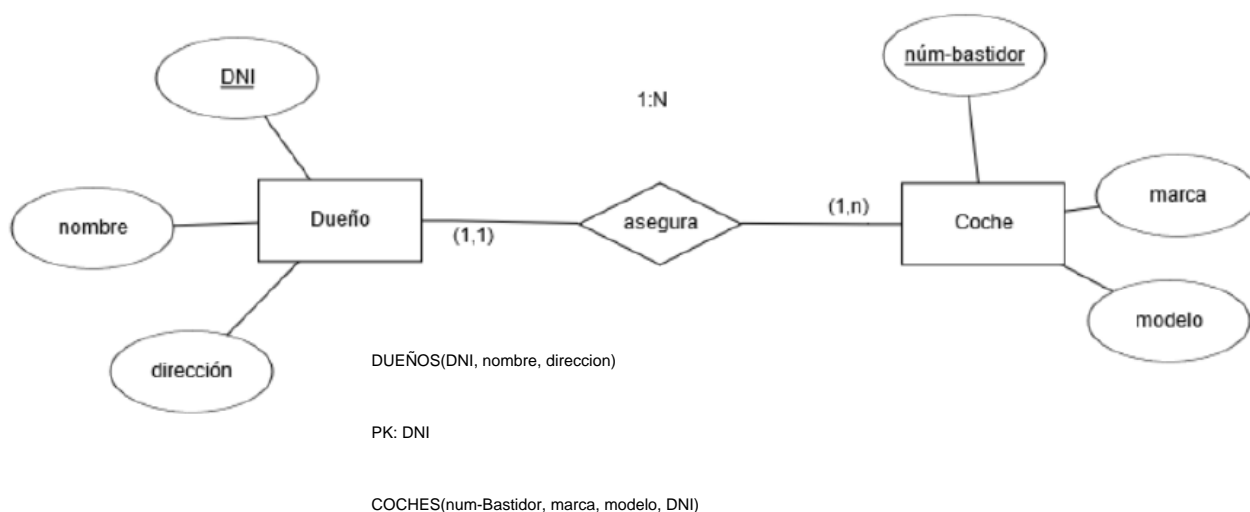 núm-bastidor
DNI
1:N
marca
nombre
Dueño
(1,1)
asegura
(1,n)
Coche
modelo
dirección
DUEÑOS(DNI, nombre, direccion)
PK: DNI
COCHES(num-Bastidor, marca, modelo, DNI)